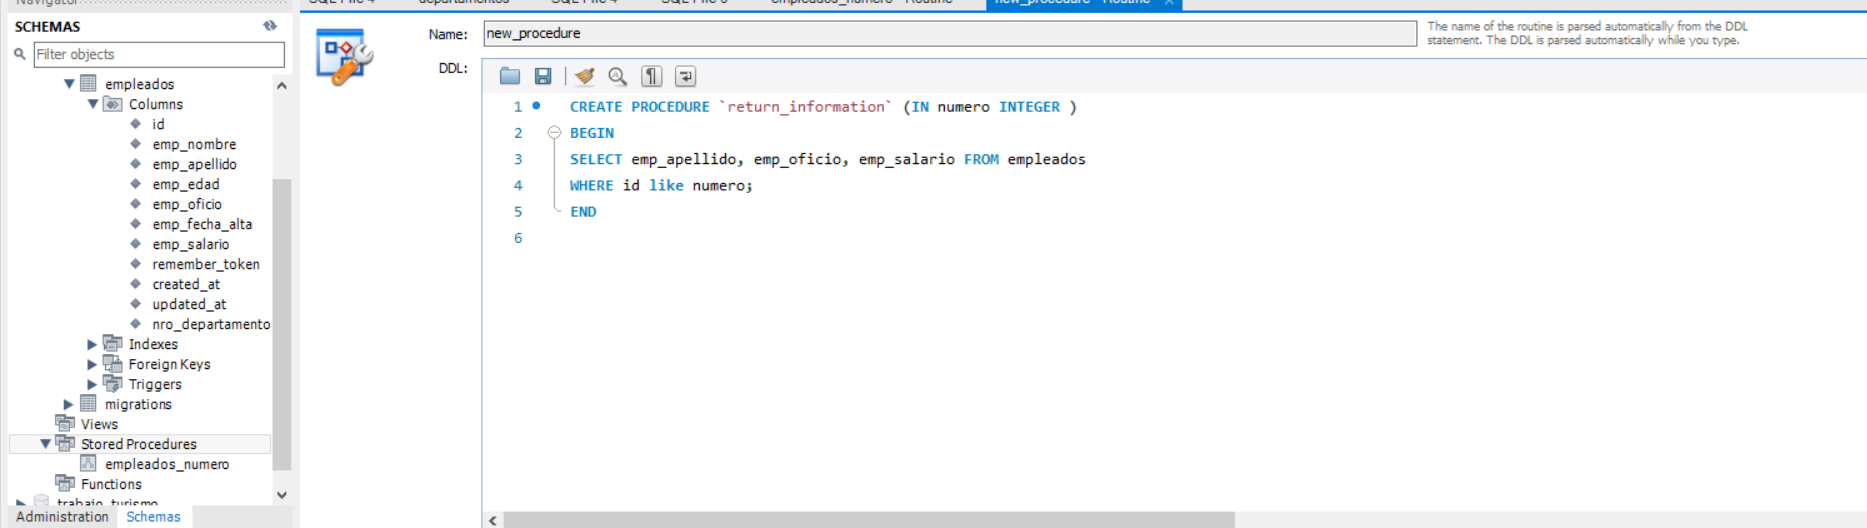 Navigator
SCHEMAS
Filter objects
empleados
Columns
id
emp_nombre
emp_apellido
emp_edad
emp_oficio
emp_fecha_alta
emp_salario
remember_token
created_at
updated_at
nro_departamento
Indexes
Foreign Keys
Triggers
migrations
Views
Stored Procedures
empleados_numero
Functions
trabajo_turismo
Administration Schemas
SQL File 4 departamentos SQL File 4 empleados_numero - Routine new_procedure - Routine
Name: new_procedure
The name of the routine is parsed automatically from the DDL
statement. The DDL is parsed automatically while you type.
DDL:
1 CREATE PROCEDURE `return_information` (IN numero INTEGER )
2 BEGIN
3 SELECT emp_apellido, emp_oficio, emp_salario FROM empleados
4 WHERE id like numero;
5 END
6